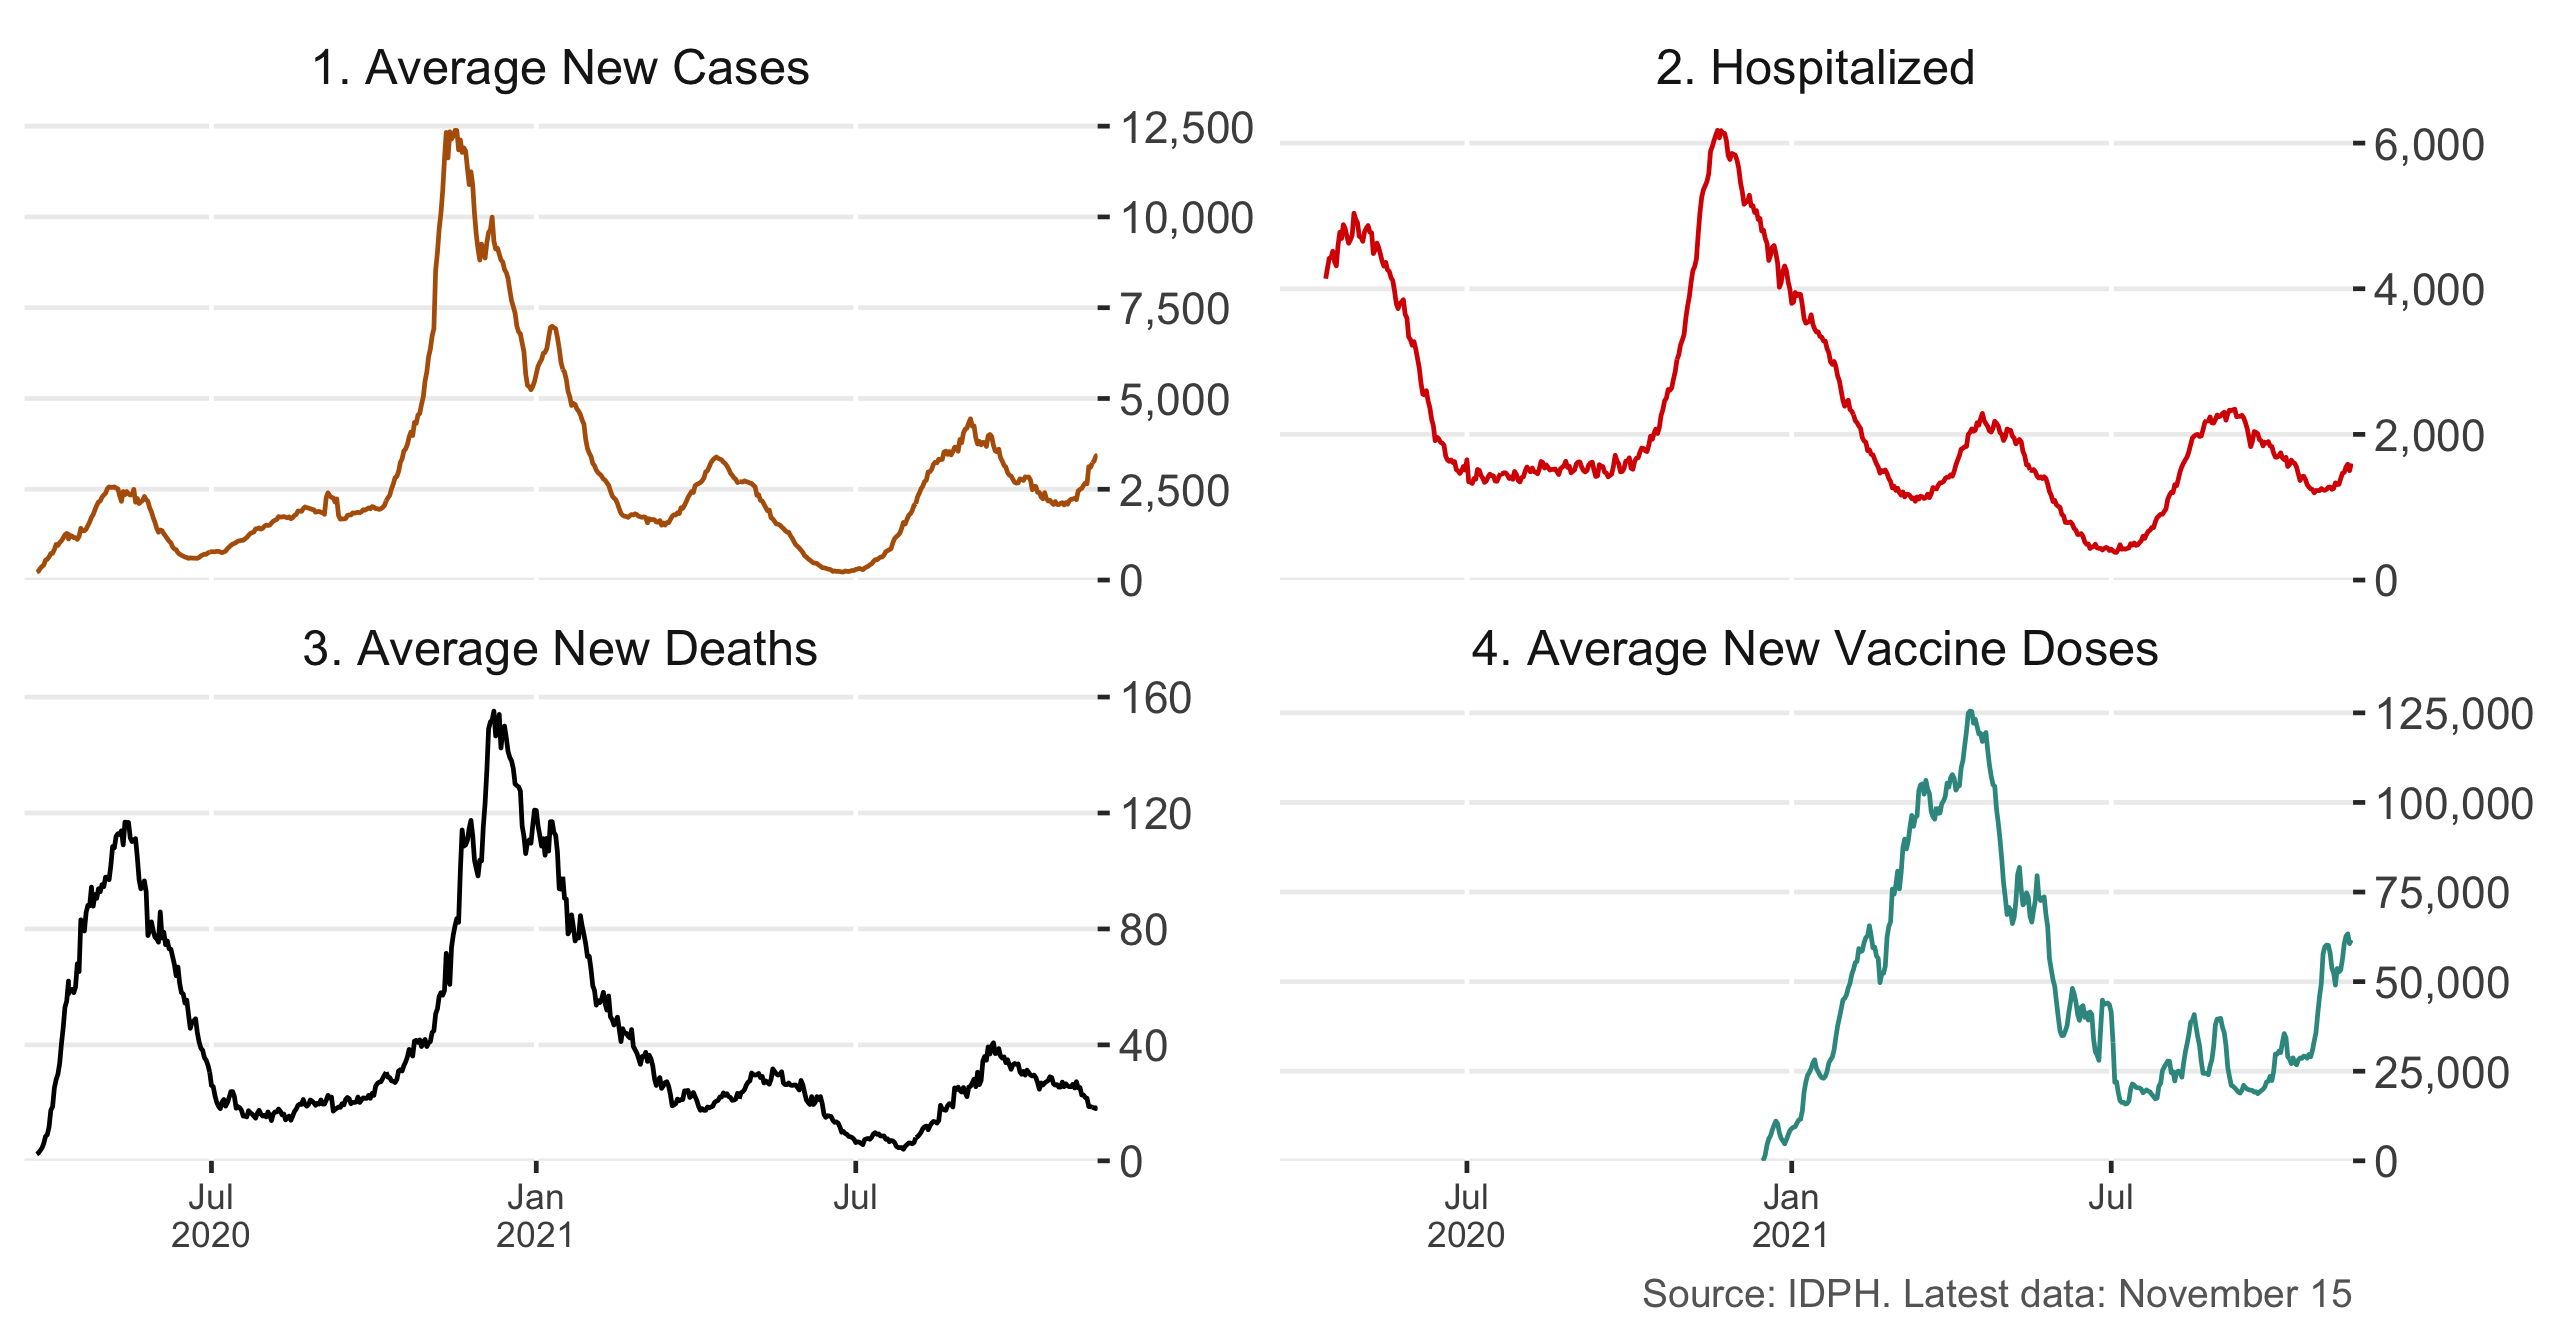 1. Average New Cases
12,500
10,000
7,500
5,000
2,500
0
2. Hospitalized
6,000
4,000
2,000
0
3. Average New Deaths
160
120
80
40
0
Jul
2020
Jan
2021
Jul
4. Average New Vaccine Doses
125,000
100,000
75,000
50,000
25,000
0
Jul
2020
Jan
2021
Jul
Source: IDPH. Latest data: November 15